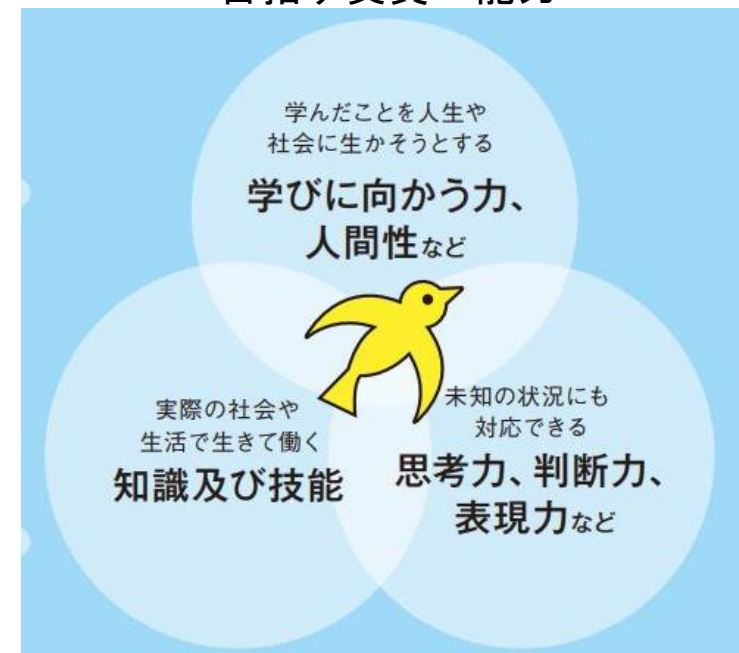 学んだことを人生や
社会に生かそうとする
学びに向かう力、
人間性など
実際の社会や
生活で生きて働く
知識及び技能
未知の状況にも
対応できる
思考力、判断力、
表現力など